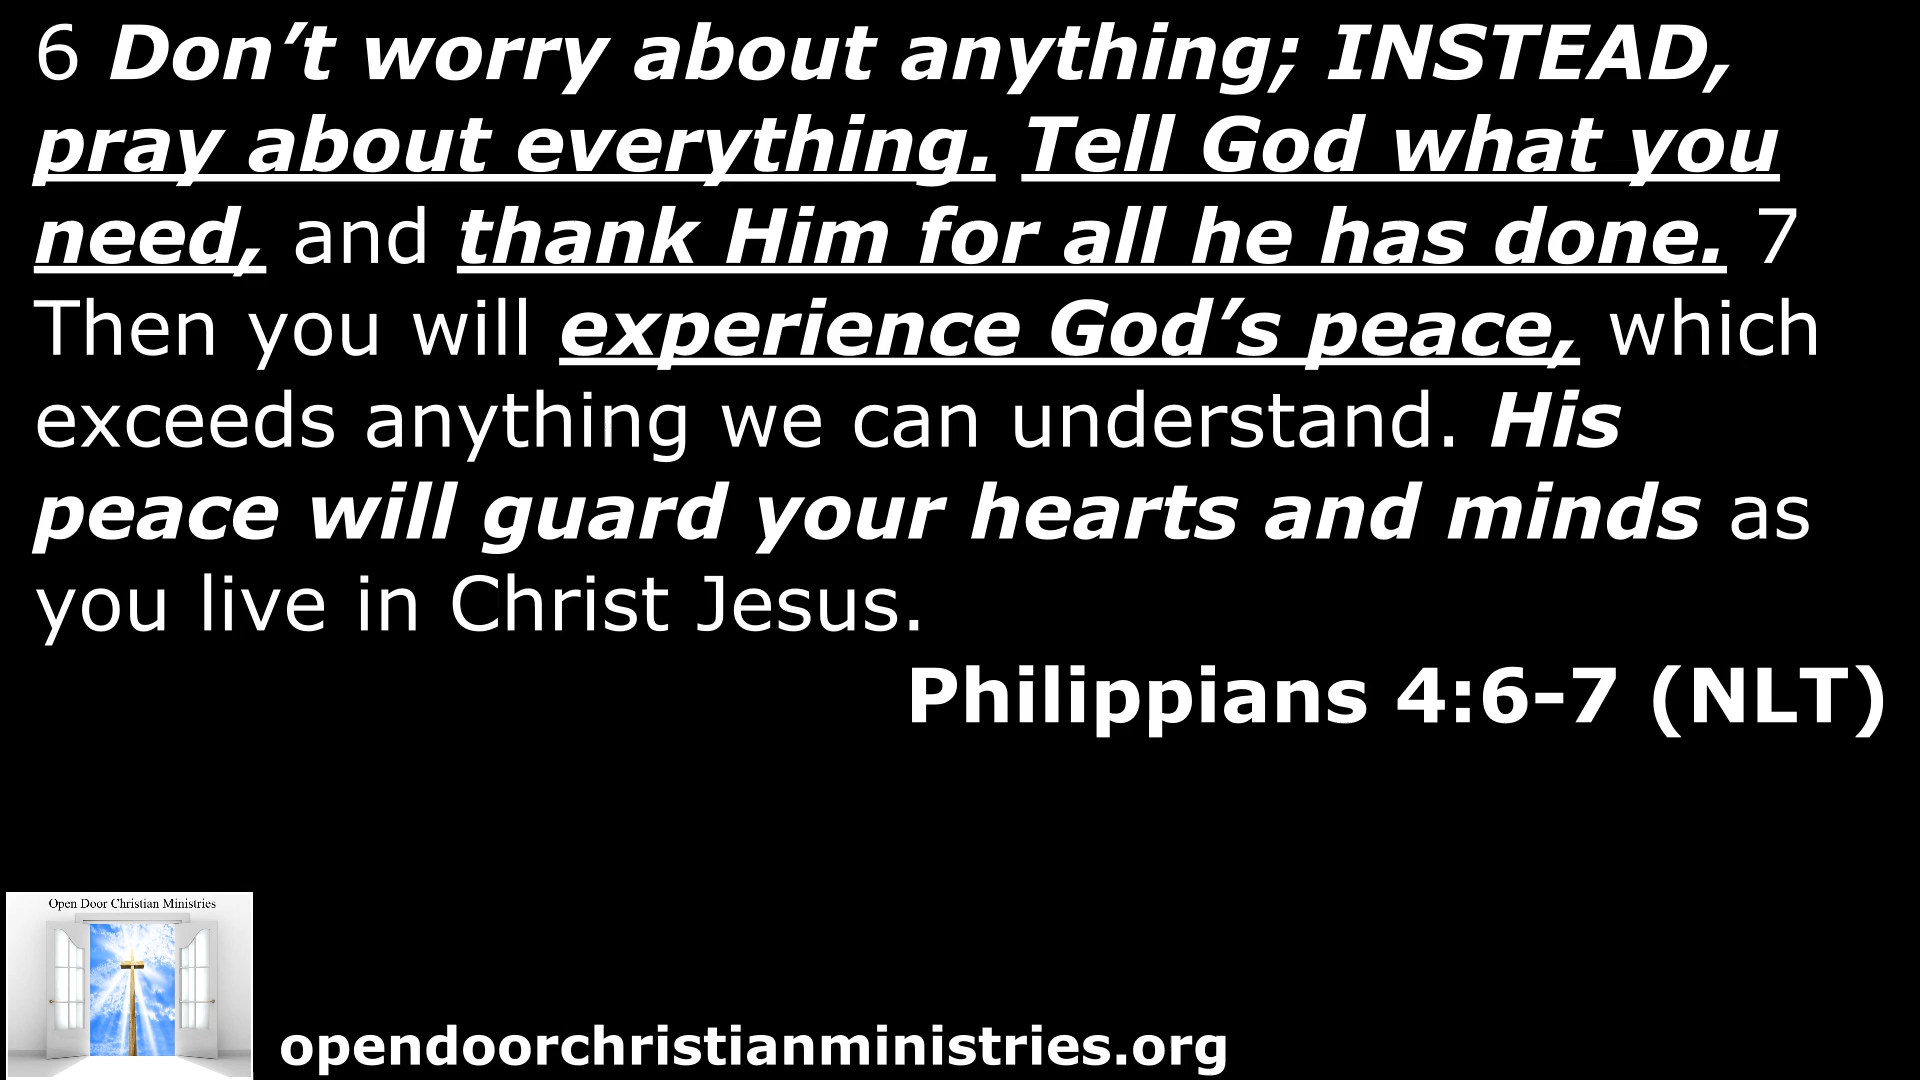 6 Don’t worry about anything; INSTEAD,
pray about everything. Tell God what you
need, and thank Him for all he has done. 7
Then you will experience God’s peace, which
exceeds anything we can understand. His
peace will guard your hearts and minds as
you live in Christ Jesus.
Philippians 4:6-7 (NLT)
Open Door Christian Ministries
opendoorchristianministries.org